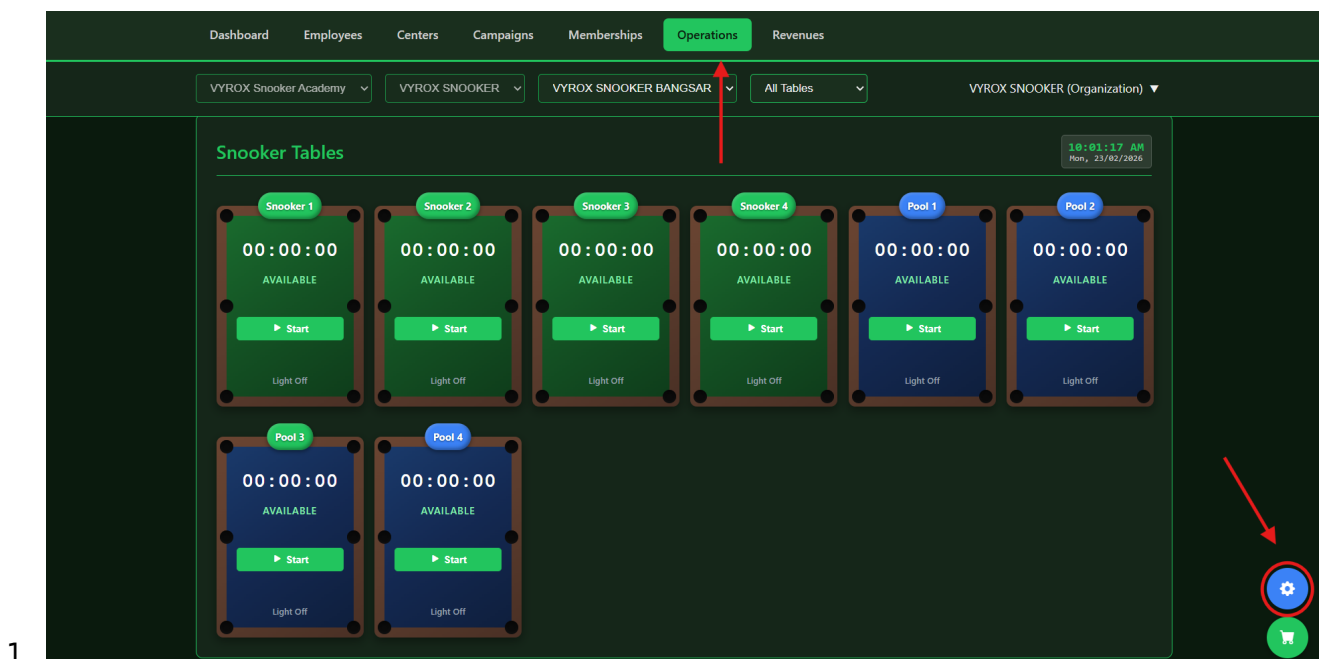 Dashboard Employees Centers Campaigns Memberships Operations Revenues
VYROX Snooker Academy VYROX SNOOKER VYROX SNOOKER BANGSAR All Tables VYROX SNOOKER (Organization) ▼
Snooker Tables
10:01:17 AM
Mon, 23/02/2026
Snooker 1 Snooker 2 Snooker 3 Snooker 4 Pool 1 Pool 2
00:00:00 00:00:00 00:00:00 00:00:00 00:00:00 00:00:00
AVAILABLE AVAILABLE AVAILABLE AVAILABLE AVAILABLE AVAILABLE
▶ Start ▶ Start ▶ Start ▶ Start ▶ Start ▶ Start
Light Off Light Off Light Off Light Off Light Off Light Off
Pool 3 Pool 4
00:00:00 00:00:00
AVAILABLE AVAILABLE
▶ Start ▶ Start
Light Off Light Off
1